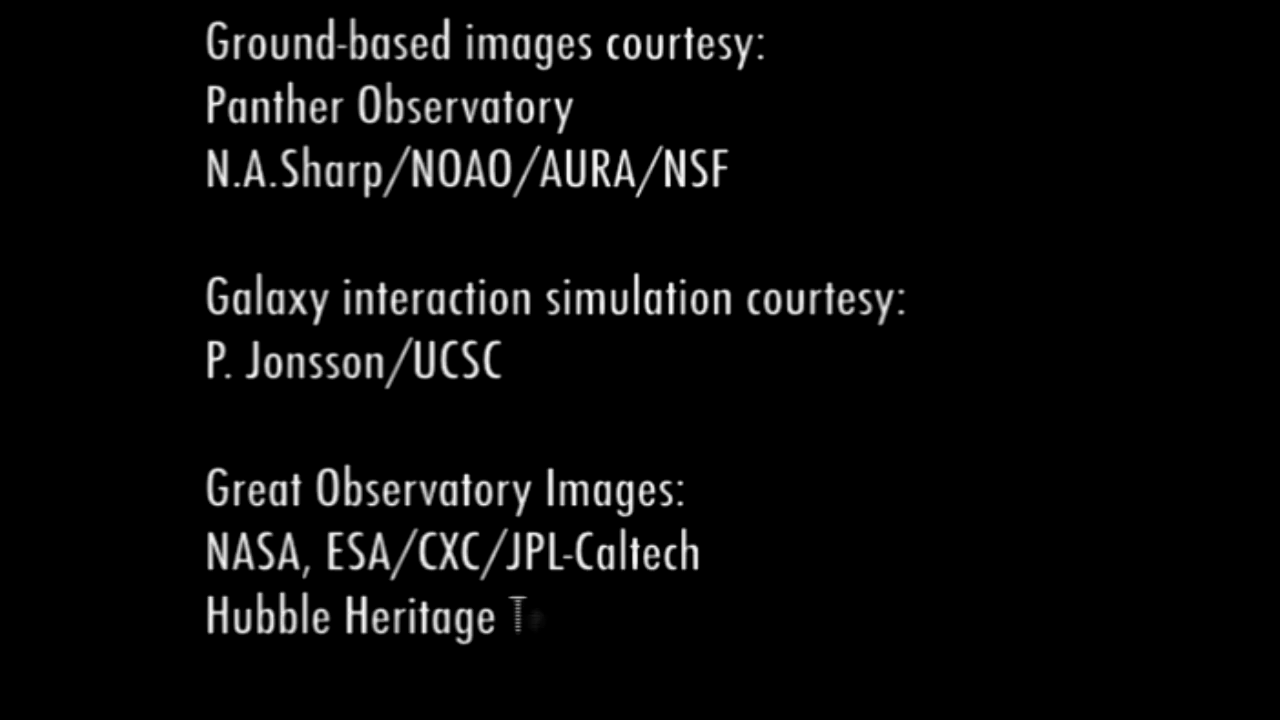 Ground-based images courtesy:
Panther Observatory
N.A.Sharp/NOAO/AURA/NSF
Galaxy interaction simulation courtesy:
P. Jonsson/UCSC
Great Observatory Images:
NASA, ESA/CXC/JPL-Caltech
Hubble Heritage